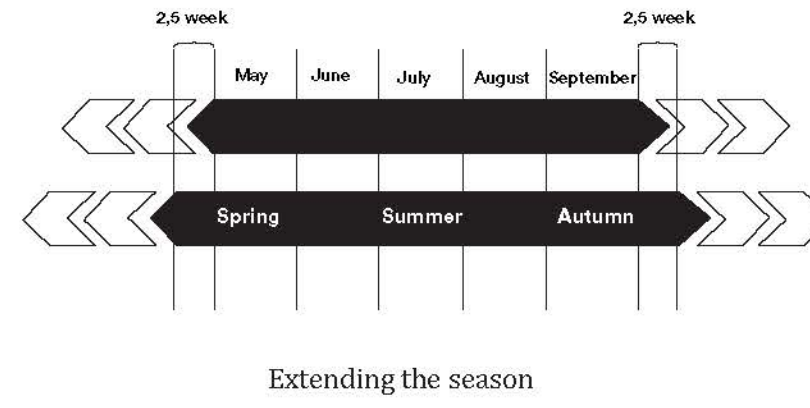 2,5 week 2,5 week
May June July August September
Spring Summer Autumn
Extending the season